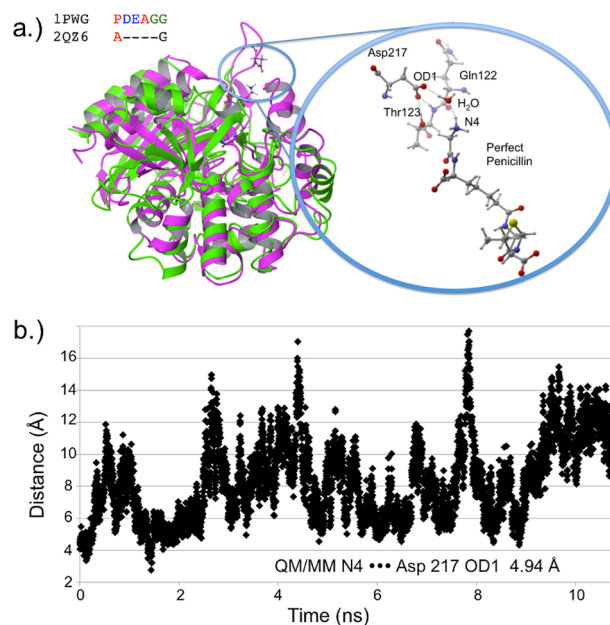 a.)
1PWG PDEAGG
2QZ6 A----G
Asp217
OD1
Gln122
H₂O
Thr123
N4
Perfect
Penicillin
b.)
16
14
12
10
8
6
4
2
Distance (Å)
QM/MM N4 ••• Asp 217 OD1 4.94 Å
0 2 4 6 8 10
Time (ns)